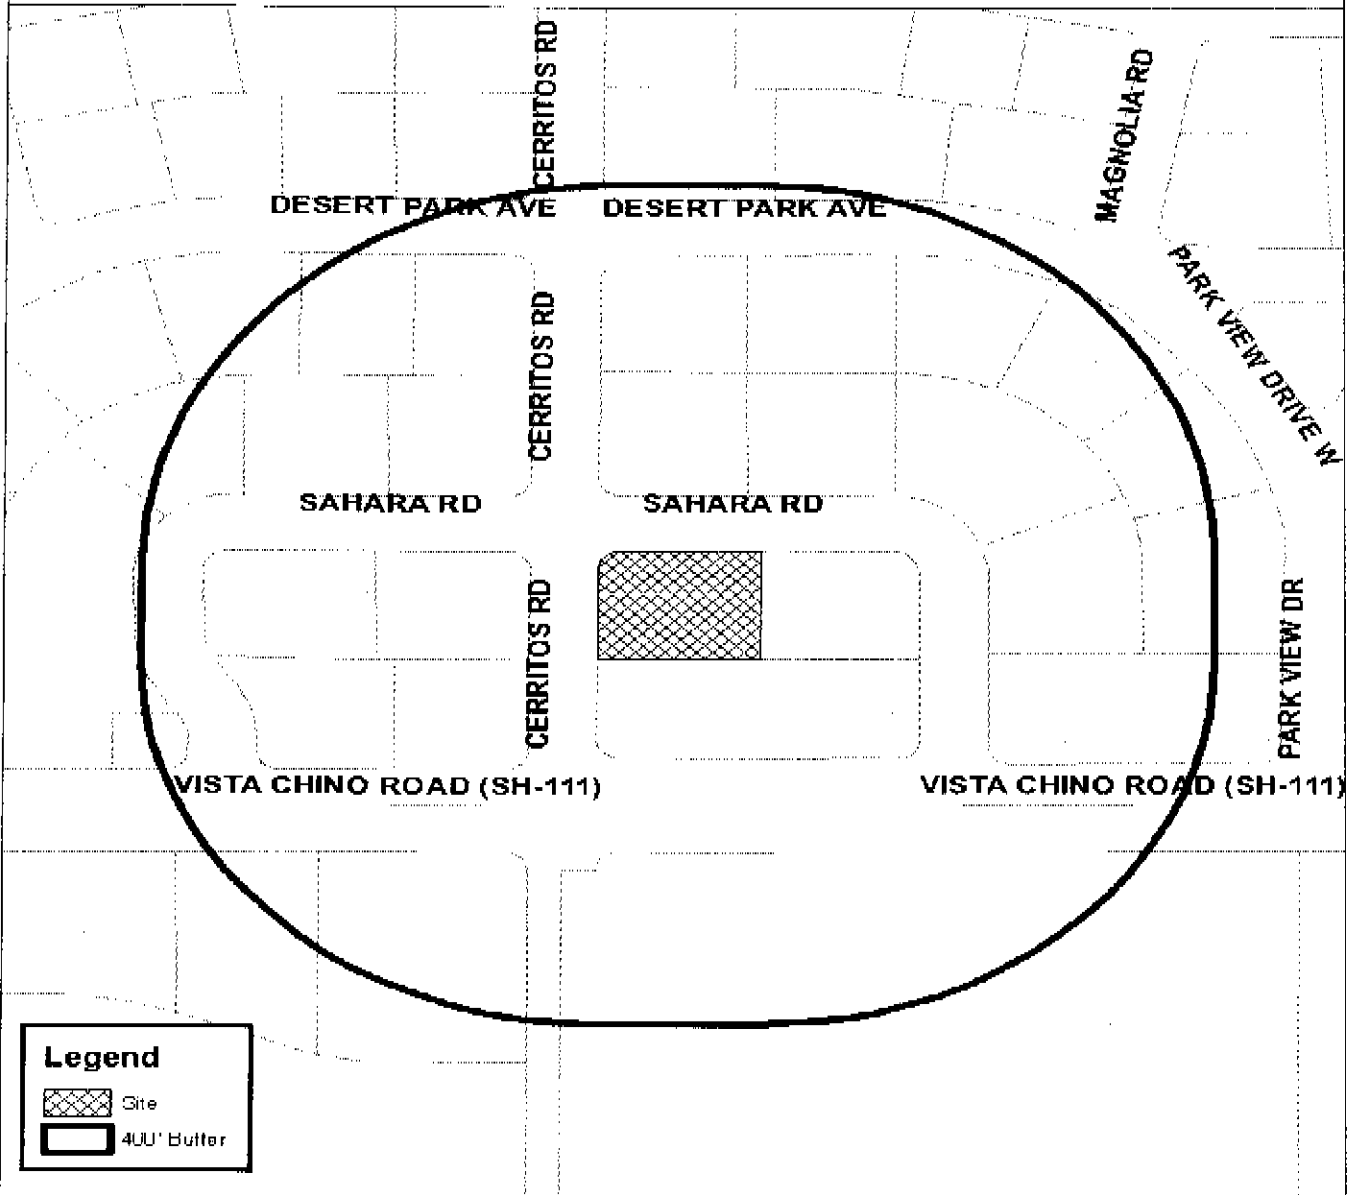 CERRITOS RD
MAGNOLIA RD
DESERT PARK AVE
DESERT PARK AVE
PARK VIEW DRIVE W
CERRITOS RD
SAHARA RD
SAHARA RD
CERRITOS RD
PARK VIEW DR
VISTA CHINO ROAD (SH-111)
VISTA CHINO ROAD (SH-111)
Legend
Site
400' Buffer